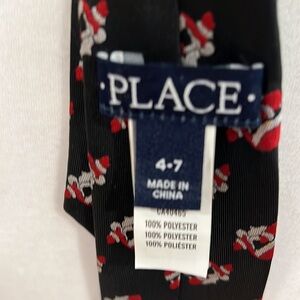 ·PLACE·
4-7
MADE IN
CHINA
100% POLYESTER
100% POLYESTER
100% POLIÉSTER